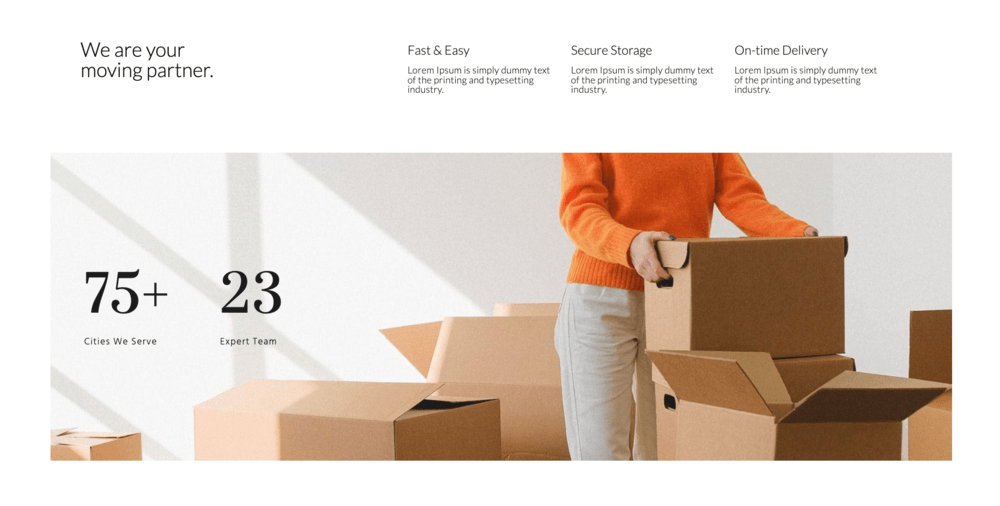 We are your
moving partner.
Fast & Easy
Lorem Ipsum is simply dummy text
of the printing and typesetting
industry.
Secure Storage
Lorem Ipsum is simply dummy text
of the printing and typesetting
industry.
On-time Delivery
Lorem Ipsum is simply dummy text
of the printing and typesetting
industry.
75+
Cities We Serve
23
Expert Team